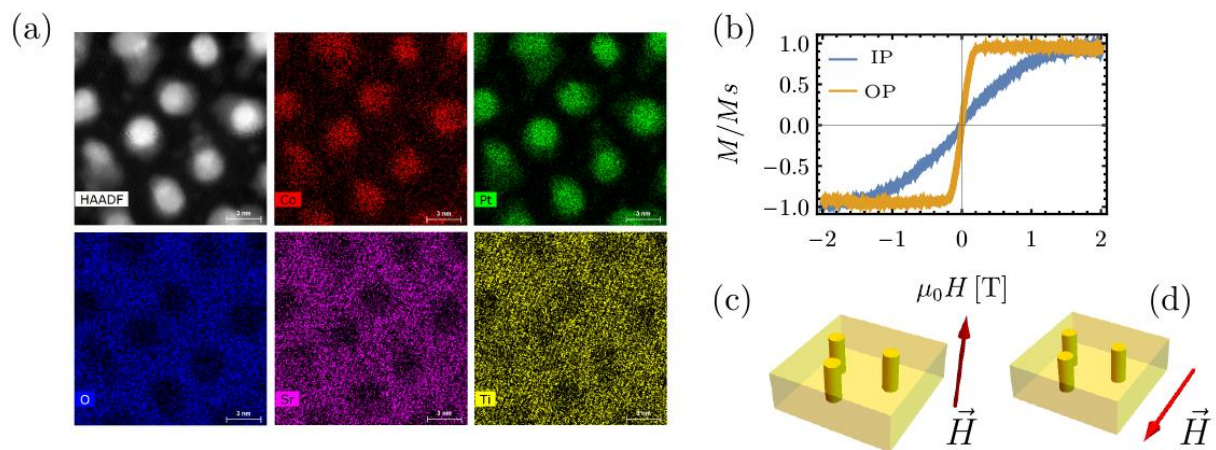 (a)
HAADF
3 nm
Co
3 nm
Pt
3 nm
O
3 nm
Sr
3 nm
Ti
3 nm
(b)
M/Ms
1.0
0.5
0.0
−0.5
−1.0
IP
OP
−2 −1 0 1 2
μ₀H [T]
(c)
H⃗
(d)
H⃗